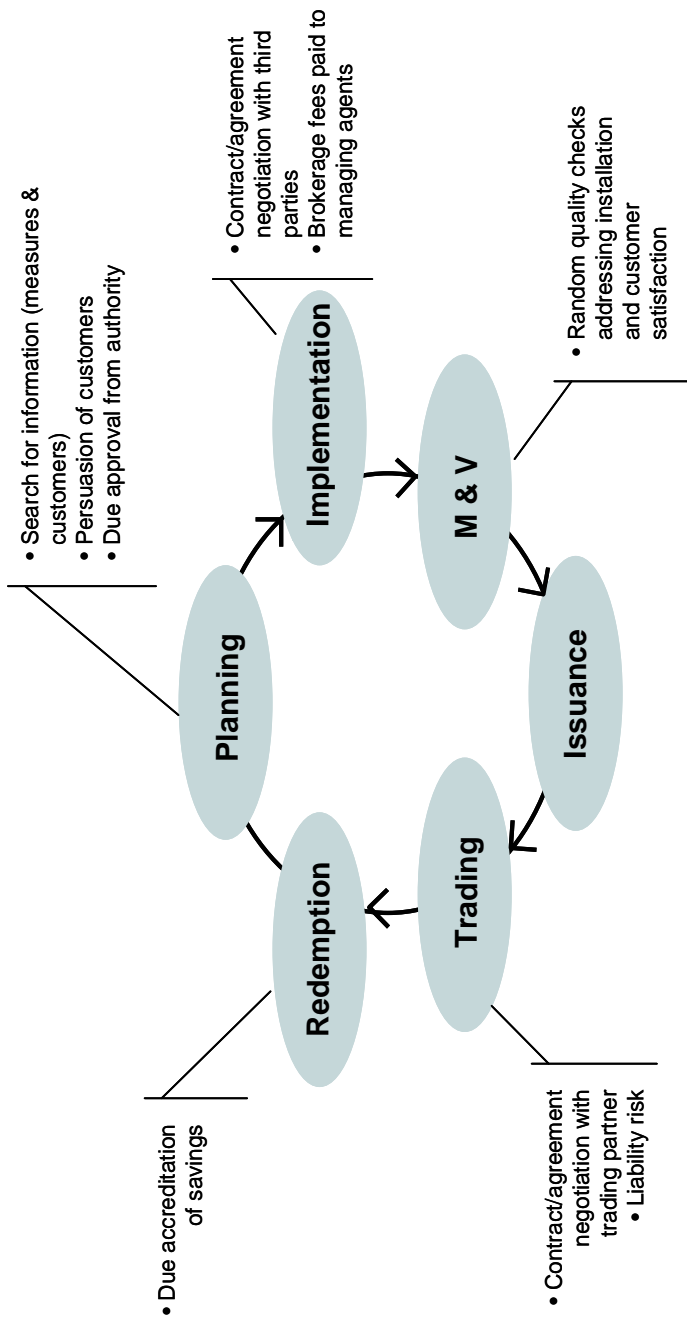 • Search for information (measures &
customers)
• Persuasion of customers
• Due approval from authority
Planning
• Contract/agreement
negotiation with third
parties
• Brokerage fees paid to
managing agents
Implementation
M & V
• Random quality checks
addressing installation
and customer
satisfaction
Issuance
Trading
• Contract/agreement
negotiation with
trading partner
• Liability risk
Redemption
• Due accreditation
of savings